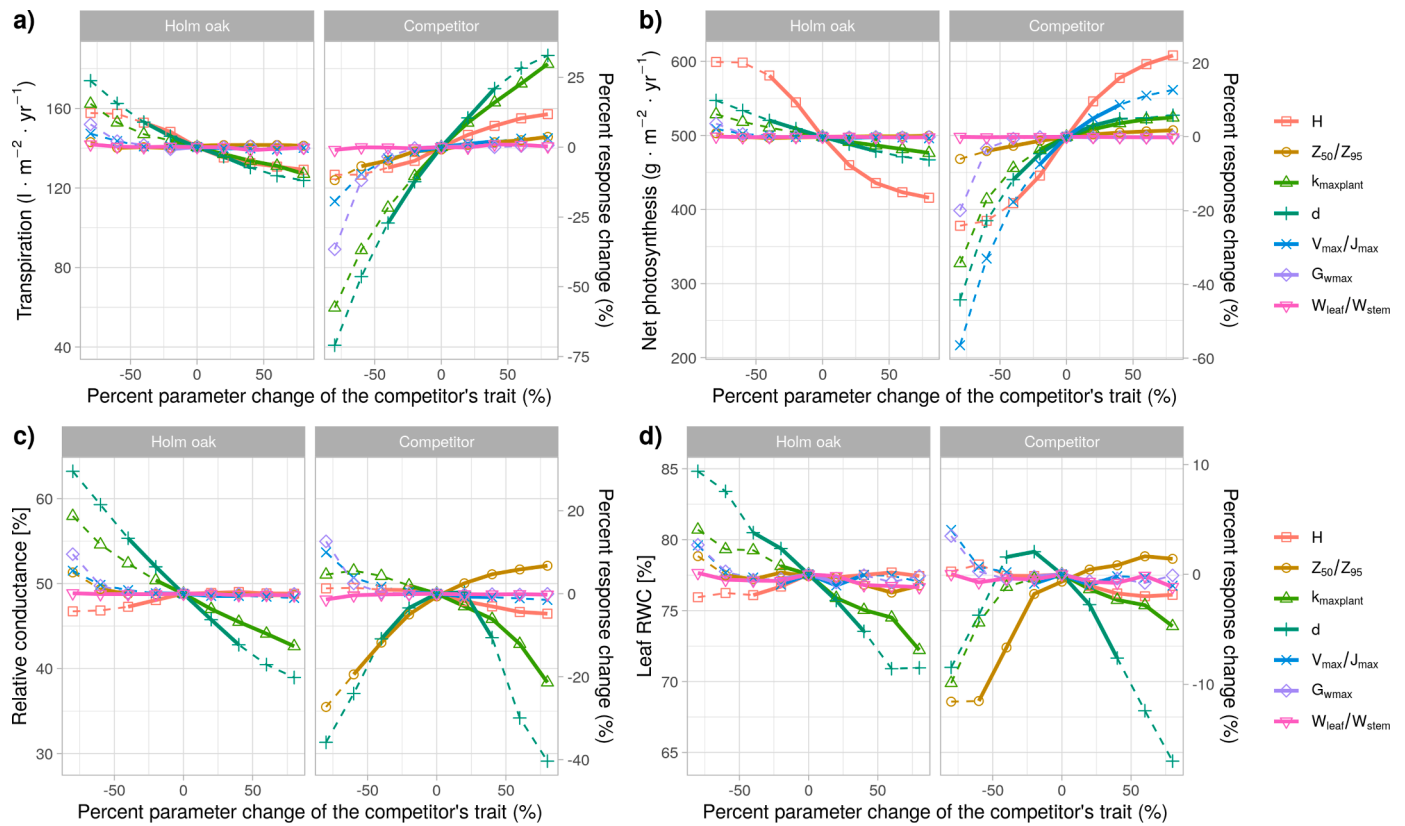 a)
Holm oak
Competitor
Transpiration (l · m⁻² · yr⁻¹)
160
120
80
40
25
0
-25
-50
-75
Percent response change (%)
-50 0 50
-50 0 50
Percent parameter change of the competitor's trait (%)
b)
Holm oak
Competitor
Net photosynthesis (g · m⁻² · yr⁻¹)
600
500
400
300
200
20
0
-20
-40
-60
Percent response change (%)
-50 0 50
-50 0 50
Percent parameter change of the competitor's trait (%)
H
Z₅₀/Z₉₅
kmaxplant
d
Vmax/Jmax
Gwmax
Wleaf/Wstem
c)
Holm oak
Competitor
Relative conductance [%]
60
50
40
30
20
0
-20
-40
Percent response change (%)
-50 0 50
-50 0 50
Percent parameter change of the competitor's trait (%)
d)
Holm oak
Competitor
Leaf RWC [%]
85
80
75
70
65
10
0
-10
Percent response change (%)
-50 0 50
-50 0 50
Percent parameter change of the competitor's trait (%)
H
Z₅₀/Z₉₅
kmaxplant
d
Vmax/Jmax
Gwmax
Wleaf/Wstem